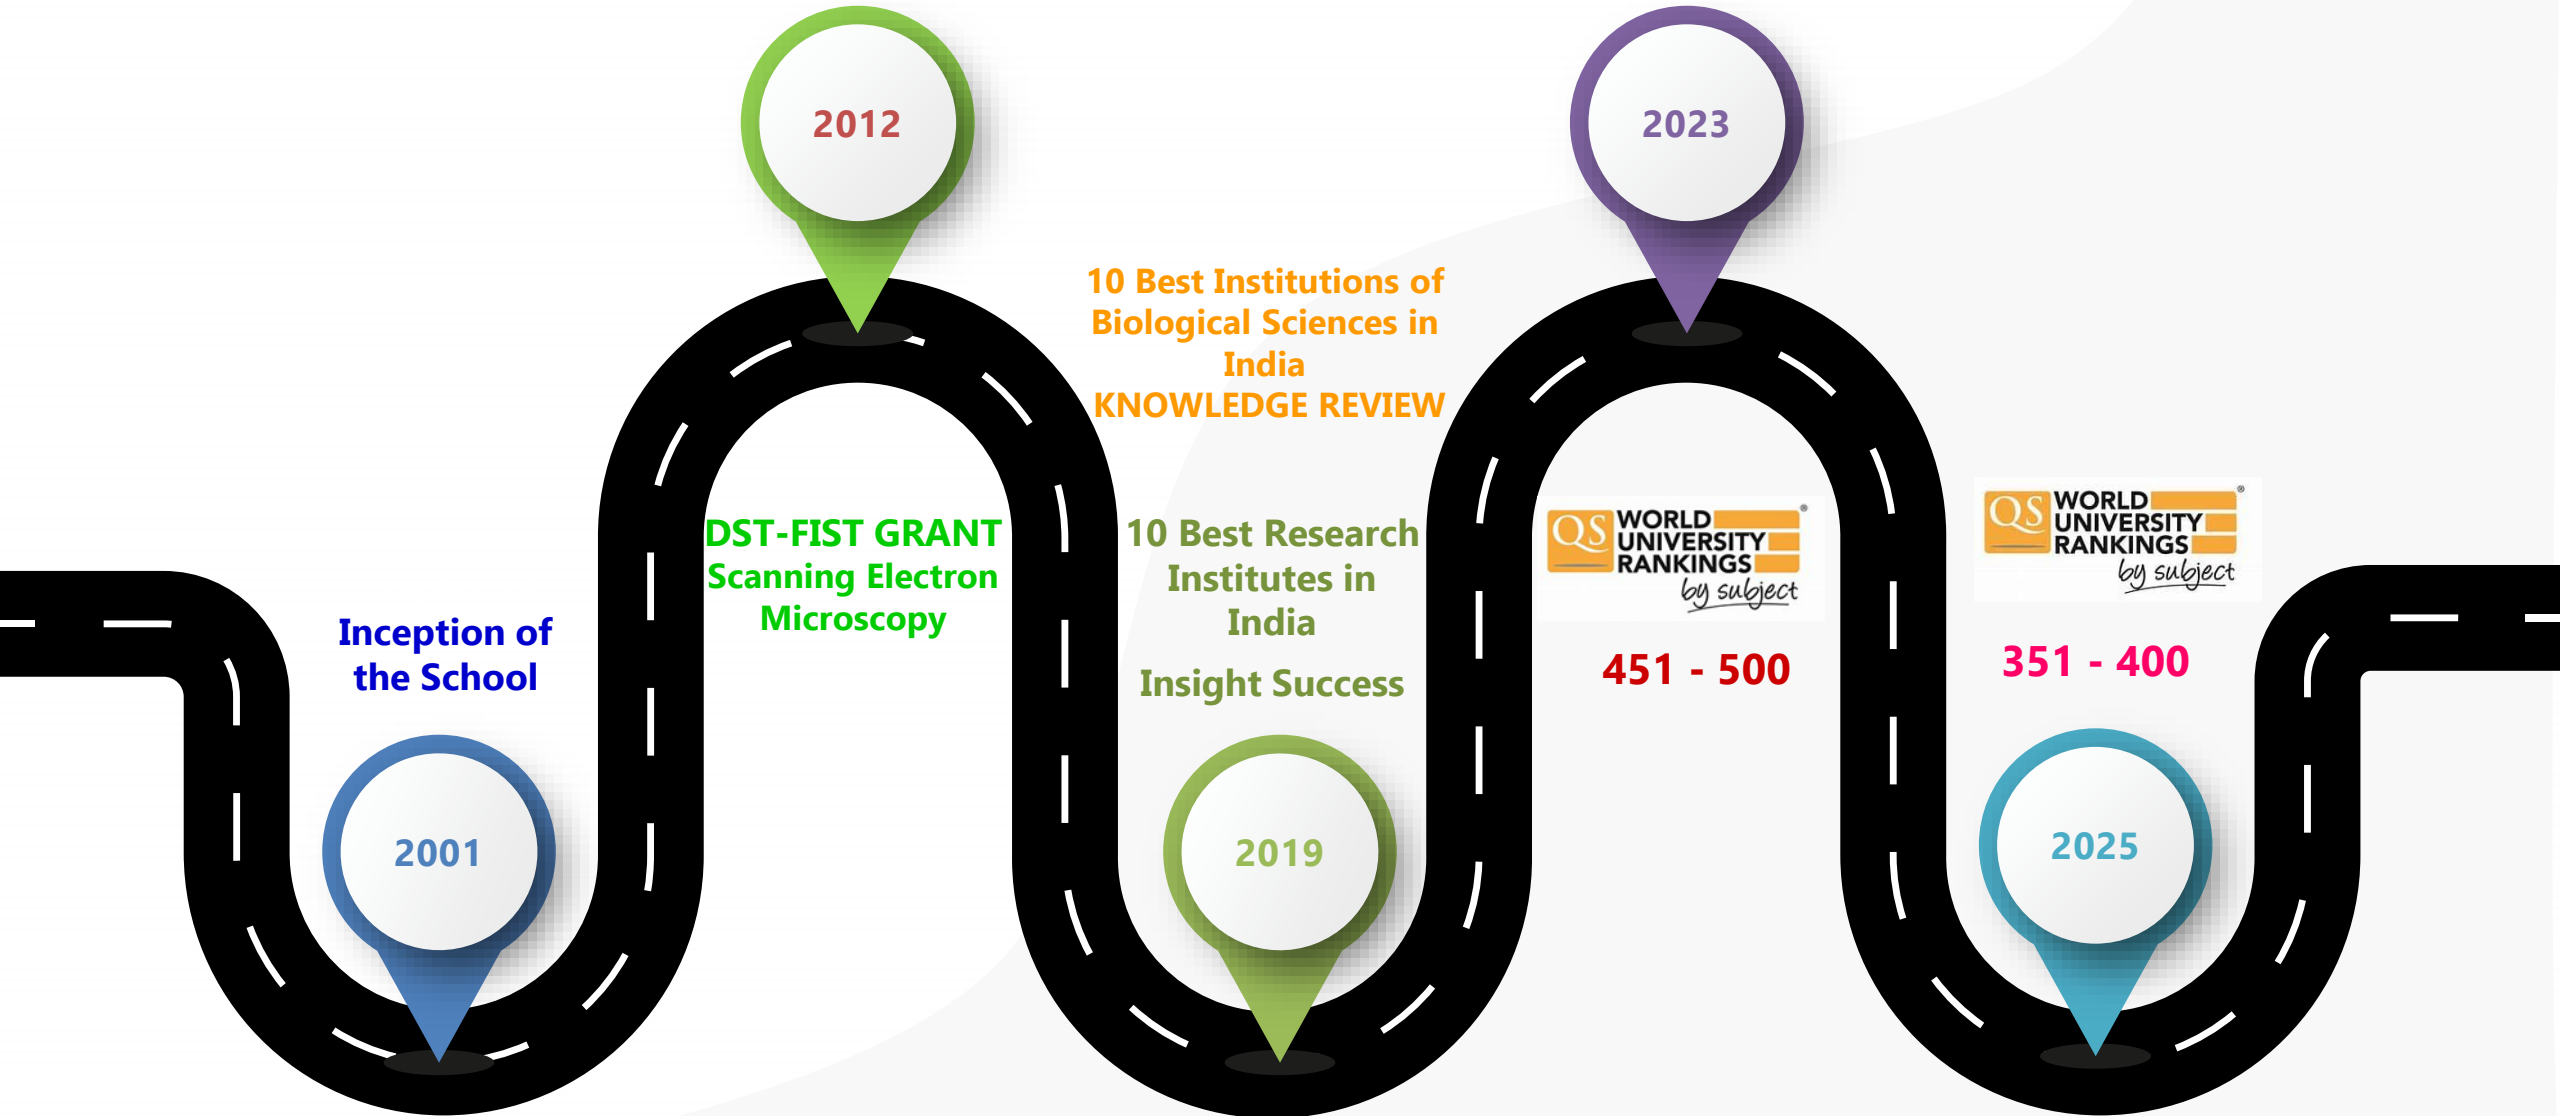 2012
2023
10 Best Institutions of
Biological Sciences in
India
KNOWLEDGE REVIEW
DST-FIST GRANT
Scanning Electron
Microscopy
10 Best Research
Institutes in
India
Insight Success
QS WORLD
UNIVERSITY
RANKINGS
by subject
®
451 - 500
QS WORLD
UNIVERSITY
RANKINGS
by subject
®
351 - 400
Inception of
the School
2001
2019
2025